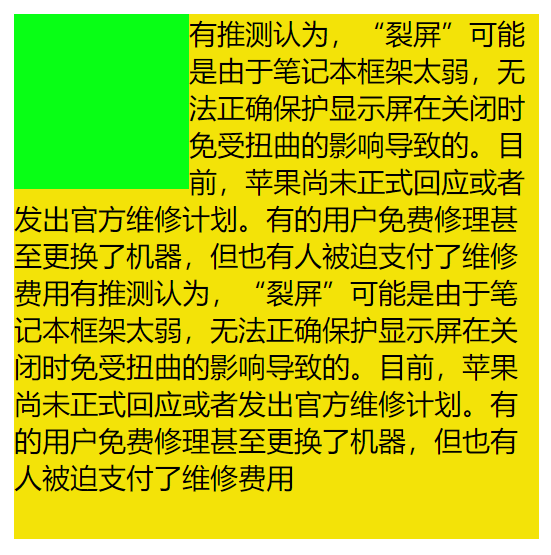 有推测认为，“裂屏”可能
是由于笔记本框架太弱，无
法正确保护显示屏在关闭时
免受扭曲的影响导致的。目
前，苹果尚未正式回应或者
发出官方维修计划。有的用户免费修理甚
至更换了机器，但也有人被迫支付了维修
费用有推测认为，“裂屏”可能是由于笔
记本框架太弱，无法正确保护显示屏在关
闭时免受扭曲的影响导致的。目前，苹果
尚未正式回应或者发出官方维修计划。有
的用户免费修理甚至更换了机器，但也有
人被迫支付了维修费用